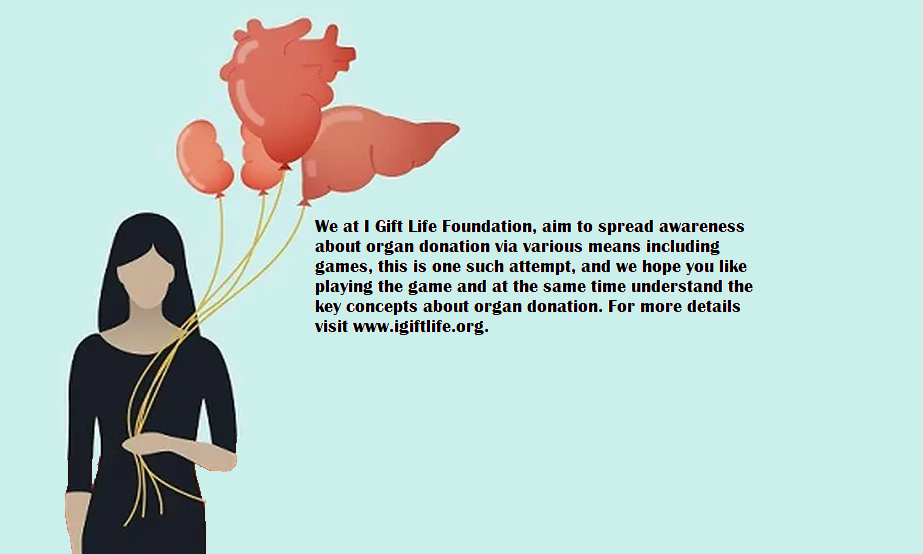 We at I Gift Life Foundation, aim to spread awareness
about organ donation via various means including
games, this is one such attempt, and we hope you like
playing the game and at the same time understand the
key concepts about organ donation. For more details
visit www.igiftlife.org.